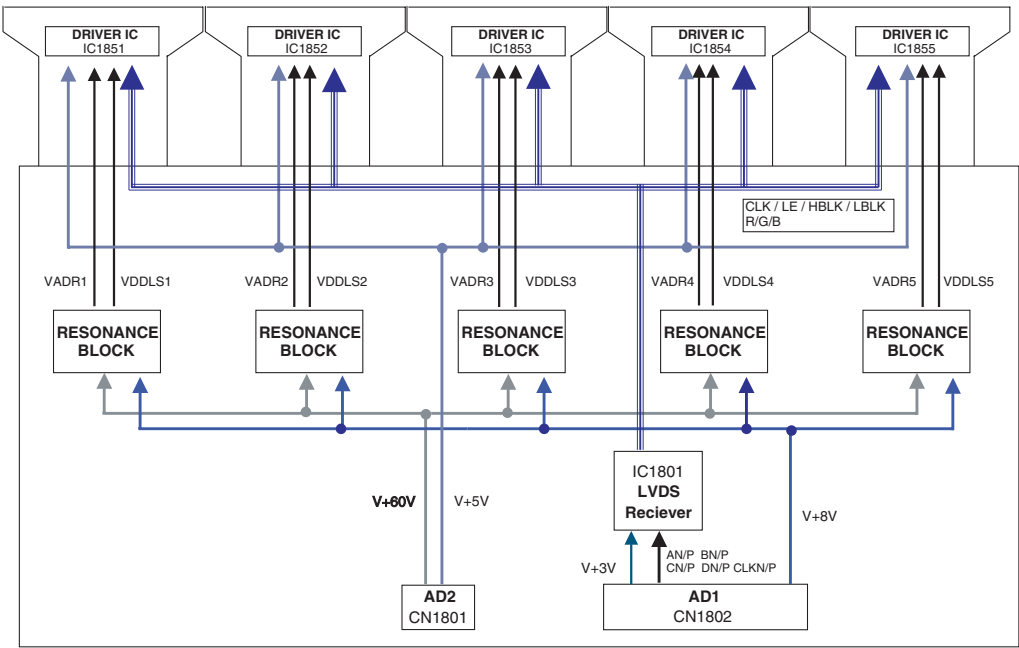 DRIVER IC
IC1851
DRIVER IC
IC1852
DRIVER IC
IC1853
DRIVER IC
IC1854
DRIVER IC
IC1855
CLK / LE / HBLK / LBLK
R/G/B
VADR1
VDDLS1
VADR2
VDDLS2
VADR3
VDDLS3
VADR4
VDDLS4
VADR5
VDDLS5
RESONANCE
BLOCK
RESONANCE
BLOCK
RESONANCE
BLOCK
RESONANCE
BLOCK
RESONANCE
BLOCK
IC1801
LVDS
Reciever
V+60V
V+5V
V+8V
V+3V
AN/P BN/P
CN/P DN/P CLKN/P
AD2
CN1801
AD1
CN1802